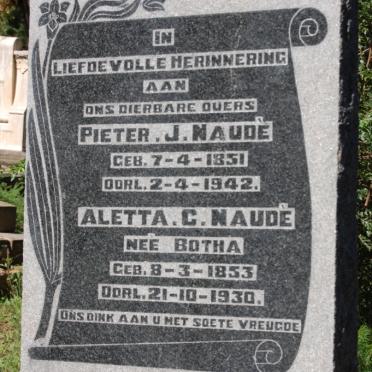 IN
LIEFDEVOLLE HERINNERING
AAN
ONS DIERBARE OUERS
PIETER. J. NAUDÈ
GEB. 7-4-1851
OORL. 2-4-1942.
ALETTA. C. NAUDÈ
NEÈ BOTHA
GEB. 8-3-1853
OORL. 21-10-1930.
ONS DINK AAN U MET SOETE VREUGDE